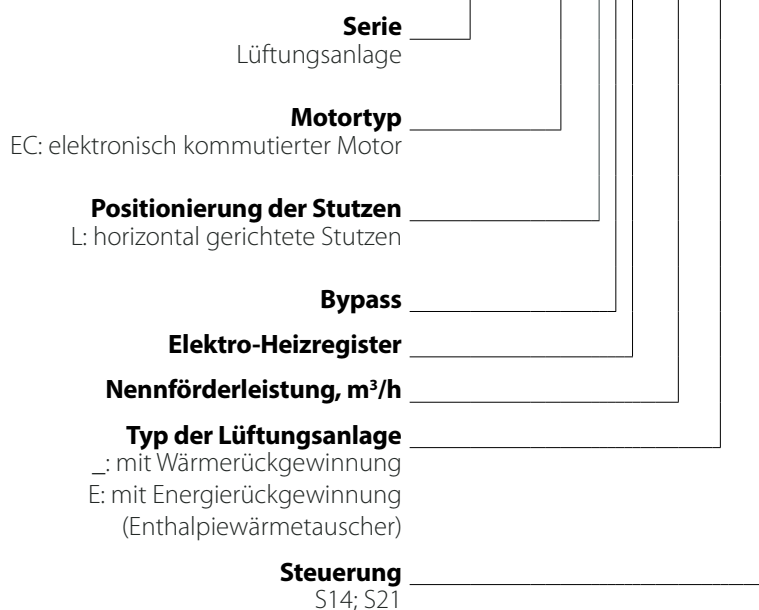 Serie
Lüftungsanlage
Motortyp
EC: elektronisch kommutierter Motor
Positionierung der Stutzen
L: horizontal gerichtete Stutzen
Bypass
Elektro-Heizregister
Nennförderleistung, m³/h
Typ der Lüftungsanlage
_: mit Wärmerückgewinnung
E: mit Energierückgewinnung
(Enthalpiewärmetauscher)
Steuerung
S14; S21